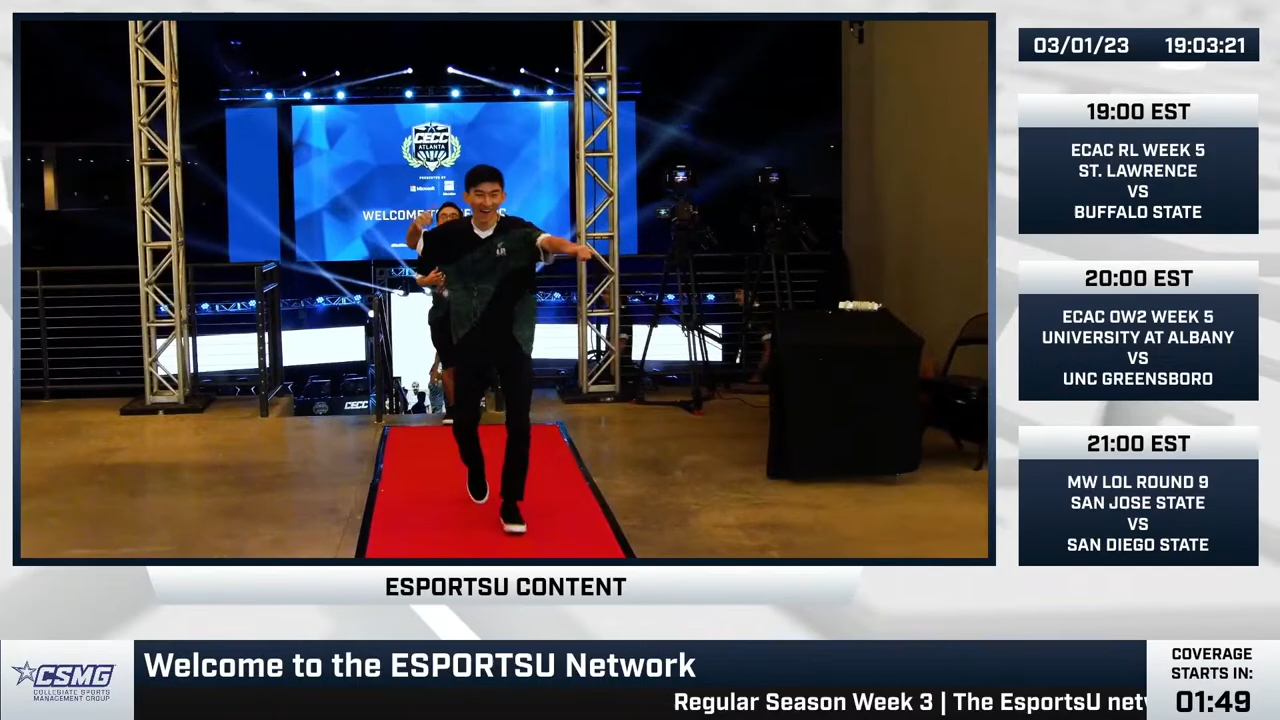 03/01/23 19:03:21
19:00 EST
ECAC RL WEEK 5
ST. LAWRENCE
VS
BUFFALO STATE
20:00 EST
ECAC OW2 WEEK 5
UNIVERSITY AT ALBANY
VS
UNC GREENSBORO
21:00 EST
MW LOL ROUND 9
SAN JOSE STATE
VS
SAN DIEGO STATE
CECC
ATLANTA
PRESENTED BY
Microsoft
CECC
ESPORTSU CONTENT
CSMG
COLLEGIATE SPORTS
MANAGEMENT GROUP
Welcome to the ESPORTSU Network
Regular Season Week 3 | The EsportsU
COVERAGE
STARTS IN:
01:49